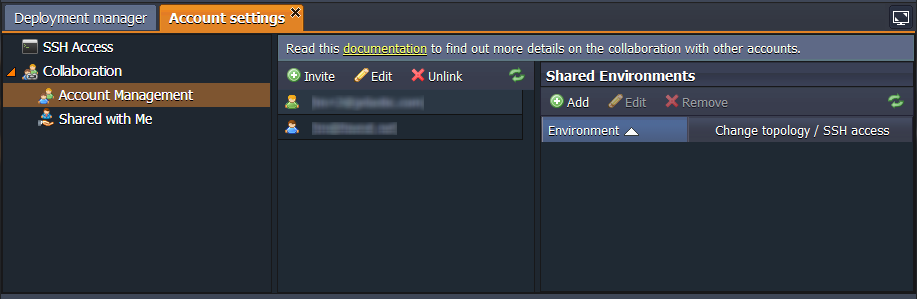 Deployment manager
Account settings
SSH Access
Collaboration
Account Management
Shared with Me
Read this documentation to find out more details on the collaboration with other accounts.
Invite Edit Unlink
Shared Environments
Add Edit Remove
Environment Change topology / SSH access